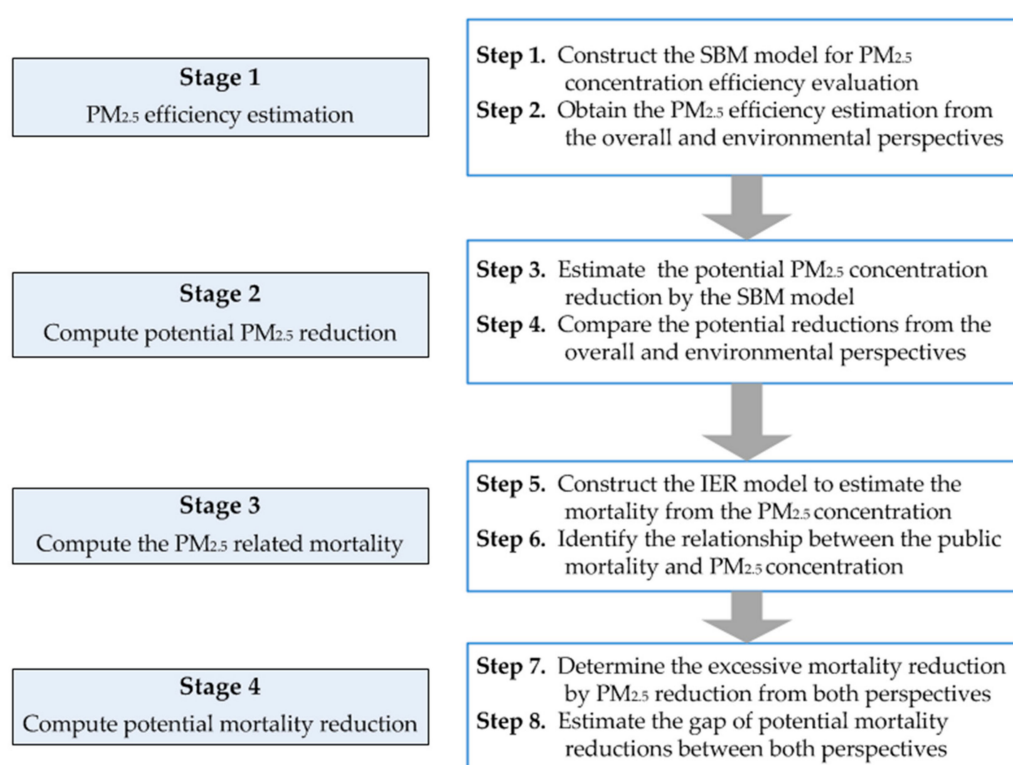 Stage 1
PM2.5 efficiency estimation
Step 1. Construct the SBM model for PM2.5
concentration efficiency evaluation
Step 2. Obtain the PM2.5 efficiency estimation from
the overall and environmental perspectives
Stage 2
Compute potential PM2.5 reduction
Step 3. Estimate the potential PM2.5 concentration
reduction by the SBM model
Step 4. Compare the potential reductions from the
overall and environmental perspectives
Stage 3
Compute the PM2.5 related mortality
Step 5. Construct the IER model to estimate the
mortality from the PM2.5 concentration
Step 6. Identify the relationship between the public
mortality and PM2.5 concentration
Stage 4
Compute potential mortality reduction
Step 7. Determine the excessive mortality reduction
by PM2.5 reduction from both perspectives
Step 8. Estimate the gap of potential mortality
reductions between both perspectives